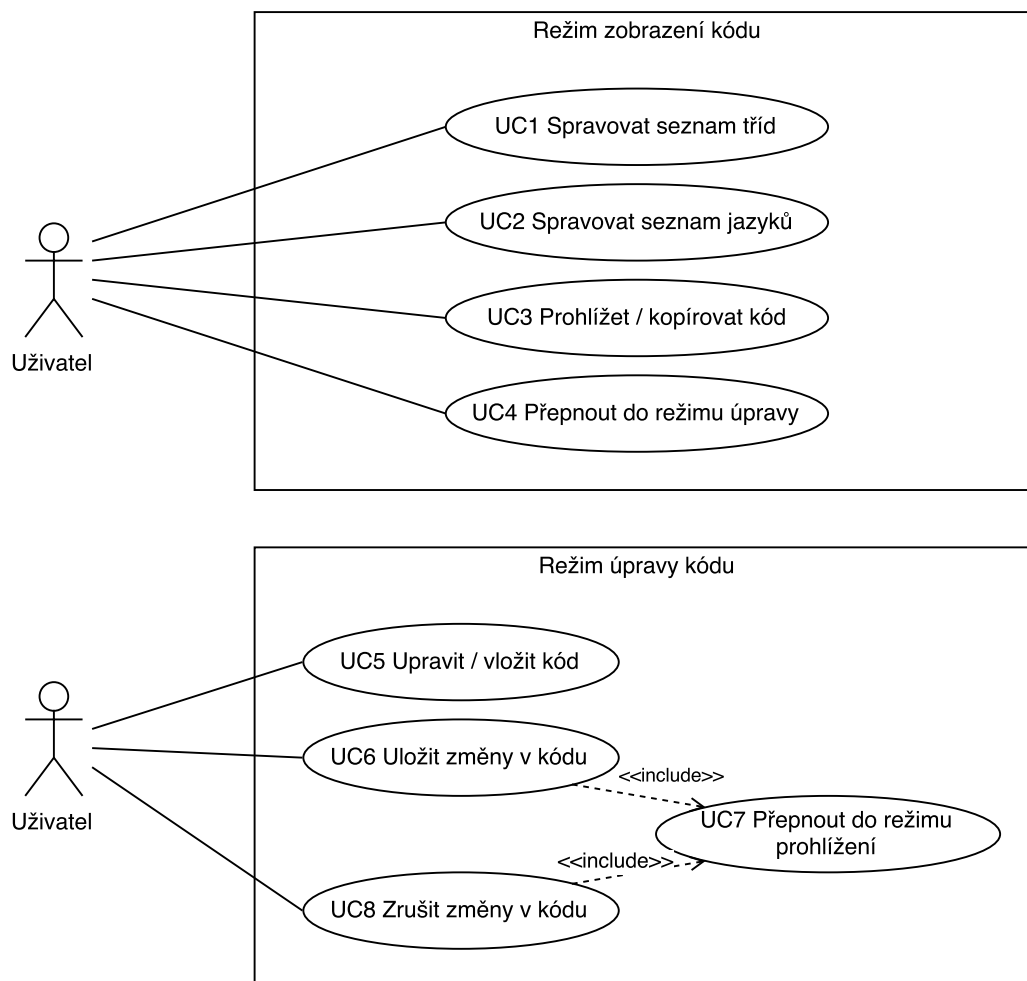 Režim zobrazení kódu
UC1 Spravovat seznam tříd
UC2 Spravovat seznam jazyků
UC3 Prohlížet / kopírovat kód
UC4 Přepnout do režimu úpravy
Uživatel
Režim úpravy kódu
UC5 Upravit / vložit kód
UC6 Uložit změny v kódu
<<include>>
UC7 Přepnout do režimu
prohlížení
<<include>>
UC8 Zrušit změny v kódu
Uživatel